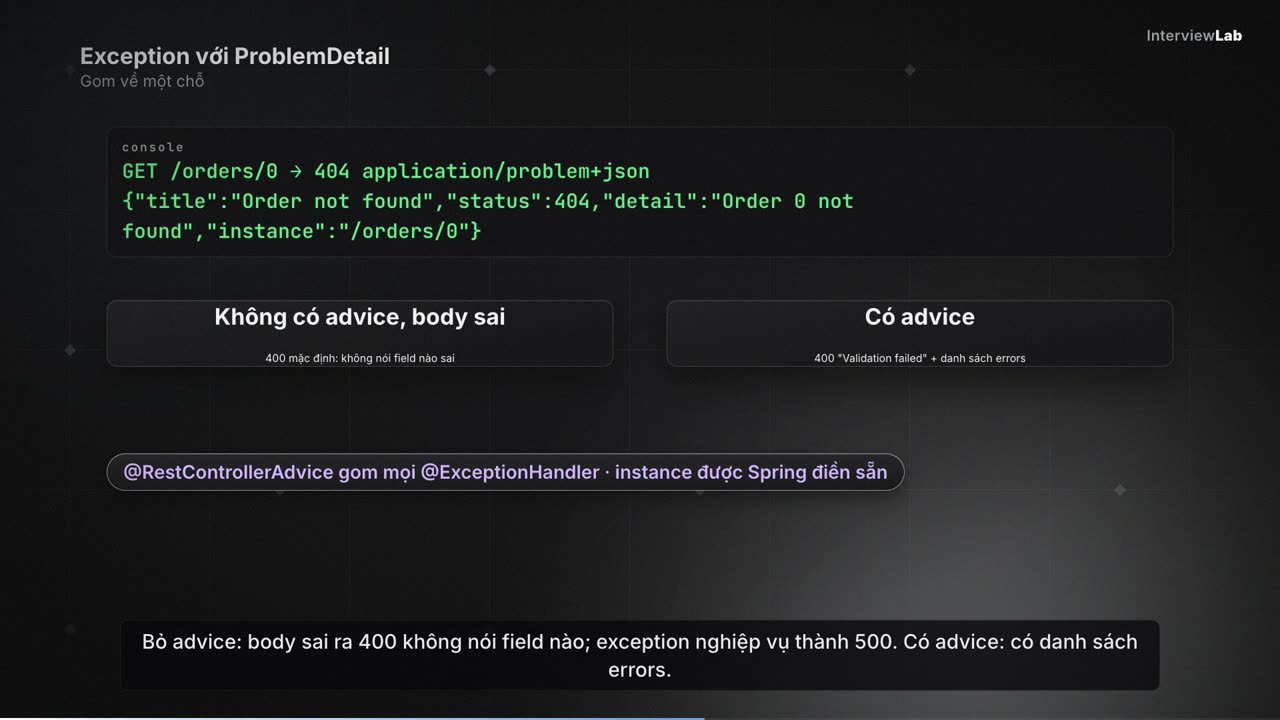 InterviewLab
Exception với ProblemDetail
Gom về một chỗ
console
GET /orders/0 → 404 application/problem+json
{"title":"Order not found","status":404,"detail":"Order 0 not
found","instance":"/orders/0"}
Không có advice, body sai
400 mặc định: không nói field nào sai
Có advice
400 "Validation failed" + danh sách errors
@RestControllerAdvice gom mọi @ExceptionHandler · instance được Spring điền sẵn
Bỏ advice: body sai ra 400 không nói field nào; exception nghiệp vụ thành 500. Có advice: có danh sách
errors.